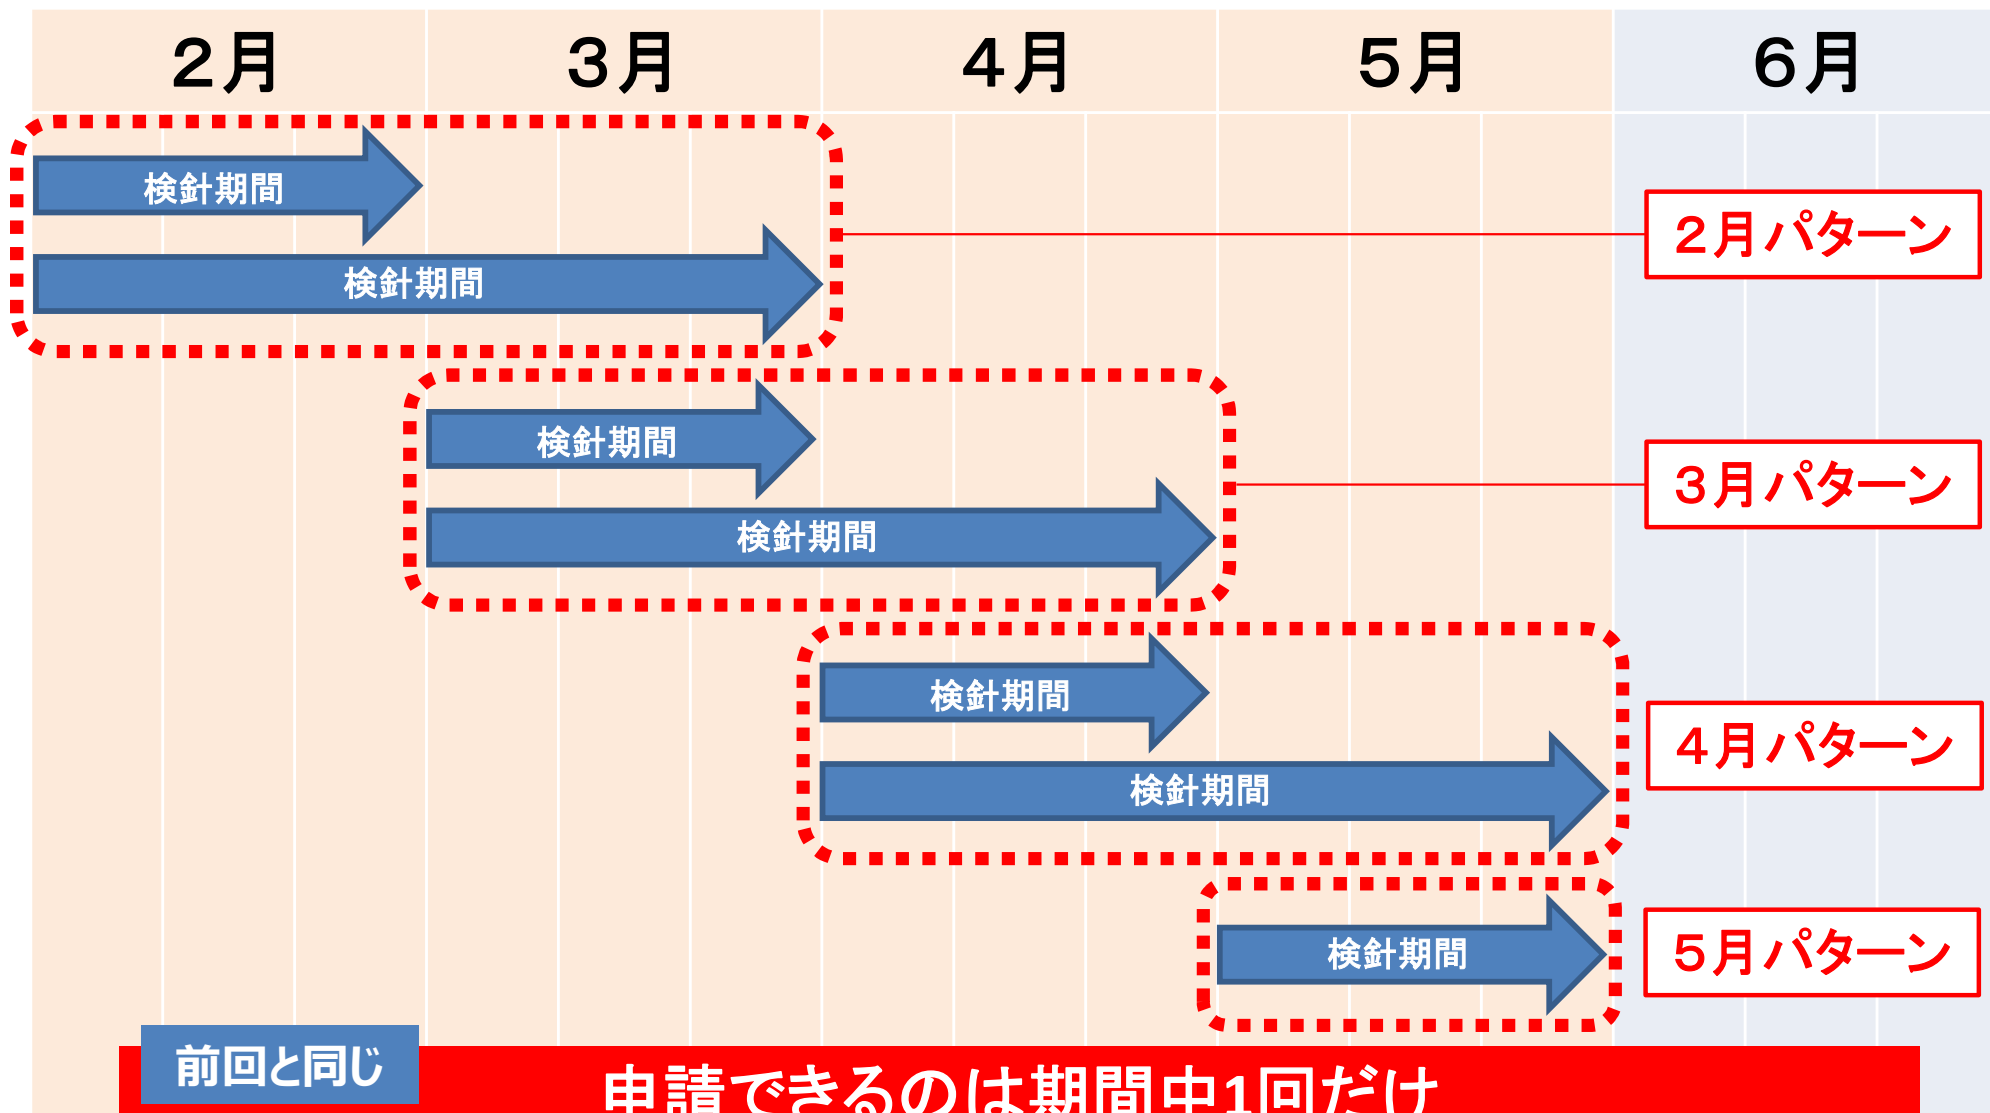 ２月 ３月 ４月 ５月 ６月
検針期間
検針期間
２月パターン
検針期間
検針期間
３月パターン
検針期間
検針期間
４月パターン
検針期間
５月パターン
前回と同じ
申請できるのは期間中1回だけ